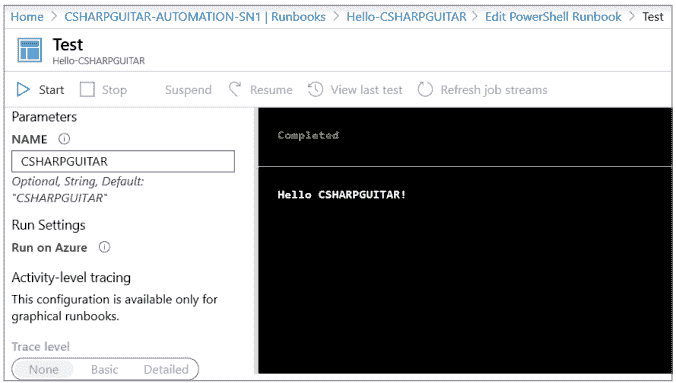 Home > CSHARPGUITAR-AUTOMATION-SN1 | Runbooks > Hello-CSHARPGUITAR > Edit PowerShell Runbook > Test
Test
Hello-CSHARPGUITAR
Start Stop Suspend Resume View last test Refresh job streams
Parameters
NAME
CSHARPGUITAR
Optional, String, Default:
"CSHARPGUITAR"
Run Settings
Run on Azure
Activity-level tracing
This configuration is available only for
graphical runbooks.
Trace level
None Basic Detailed
Completed
Hello CSHARPGUITAR!